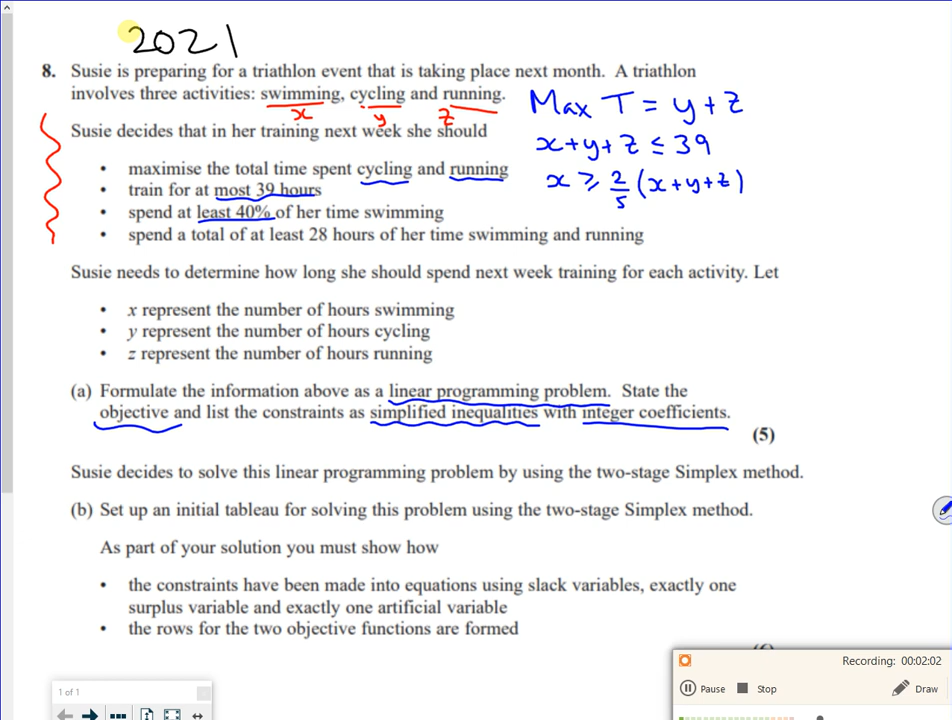 2021
8. Susie is preparing for a triathlon event that is taking place next month. A triathlon
involves three activities: swimming, cycling and running.
x y z
Max T = y + z
Susie decides that in her training next week she should
x + y + z ≤ 39
• maximise the total time spent cycling and running
x ≥ 2/5 (x + y + z)
• train for at most 39 hours
• spend at least 40% of her time swimming
• spend a total of at least 28 hours of her time swimming and running
Susie needs to determine how long she should spend next week training for each activity. Let
• x represent the number of hours swimming
• y represent the number of hours cycling
• z represent the number of hours running
(a) Formulate the information above as a linear programming problem. State the
objective and list the constraints as simplified inequalities with integer coefficients.
(5)
Susie decides to solve this linear programming problem by using the two-stage Simplex method.
(b) Set up an initial tableau for solving this problem using the two-stage Simplex method.
As part of your solution you must show how
• the constraints have been made into equations using slack variables, exactly one
surplus variable and exactly one artificial variable
• the rows for the two objective functions are formed
Recording: 00:02:02
Pause Stop Draw
1 of 1